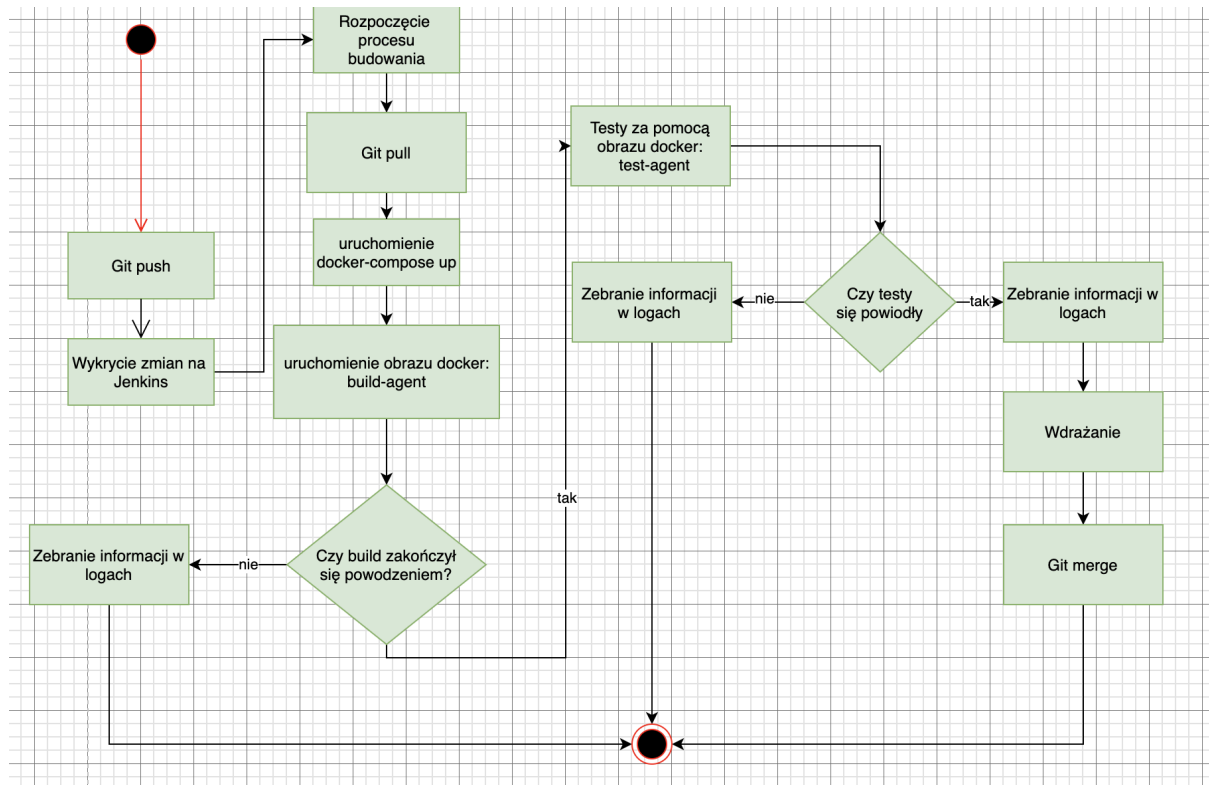 Git push
Wykrycie zmian na
Jenkins
Rozpoczęcie
procesu
budowania
Git pull
uruchomienie
docker-compose up
uruchomienie obrazu docker:
build-agent
Czy build zakończył
się powodzeniem?
nie
Zebranie informacji w
logach
tak
Testy za pomocą
obrazu docker:
test-agent
Czy testy
się powiodły
nie
Zebranie informacji
w logach
tak
Zebranie informacji w
logach
Wdrażanie
Git merge